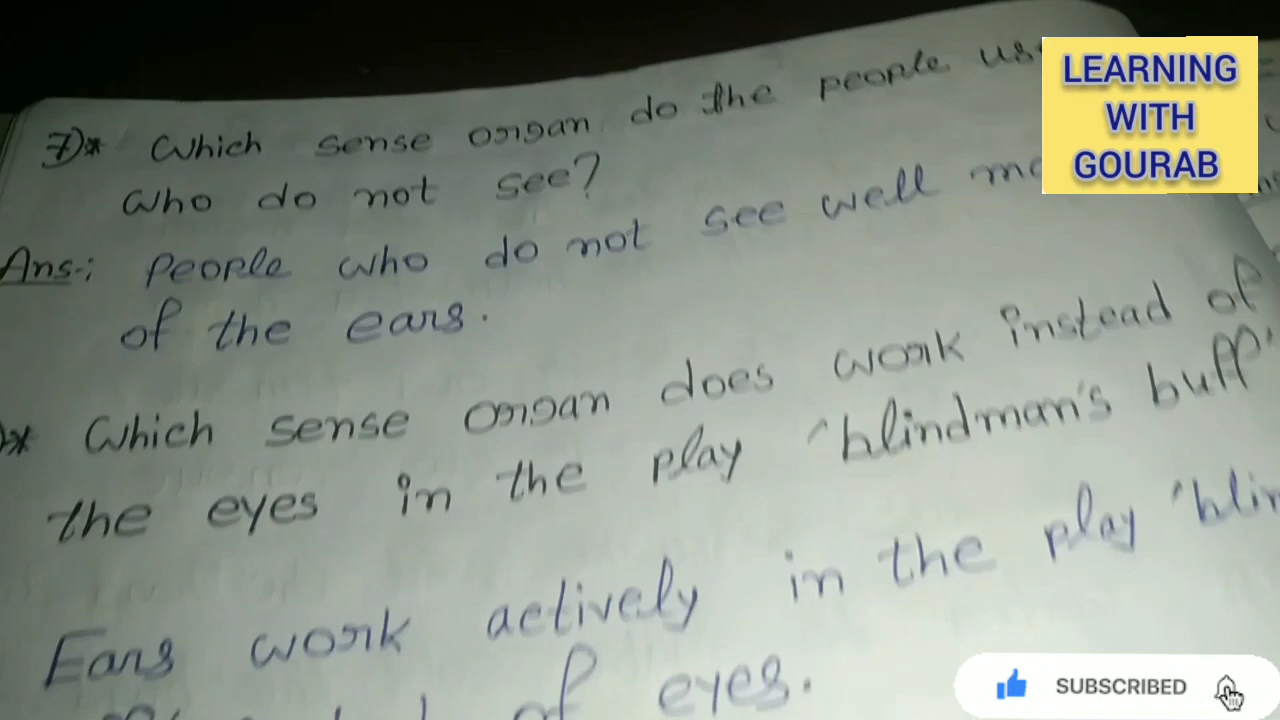 7)* Which sense organ do the people
who do not see?
Ans:- People who do not see well
of the ears.
* Which sense organ does work instead of
the eyes in the play 'blindman's buff'
Ears work actively in the play
of eyes.
LEARNING
WITH
GOURAB
SUBSCRIBED